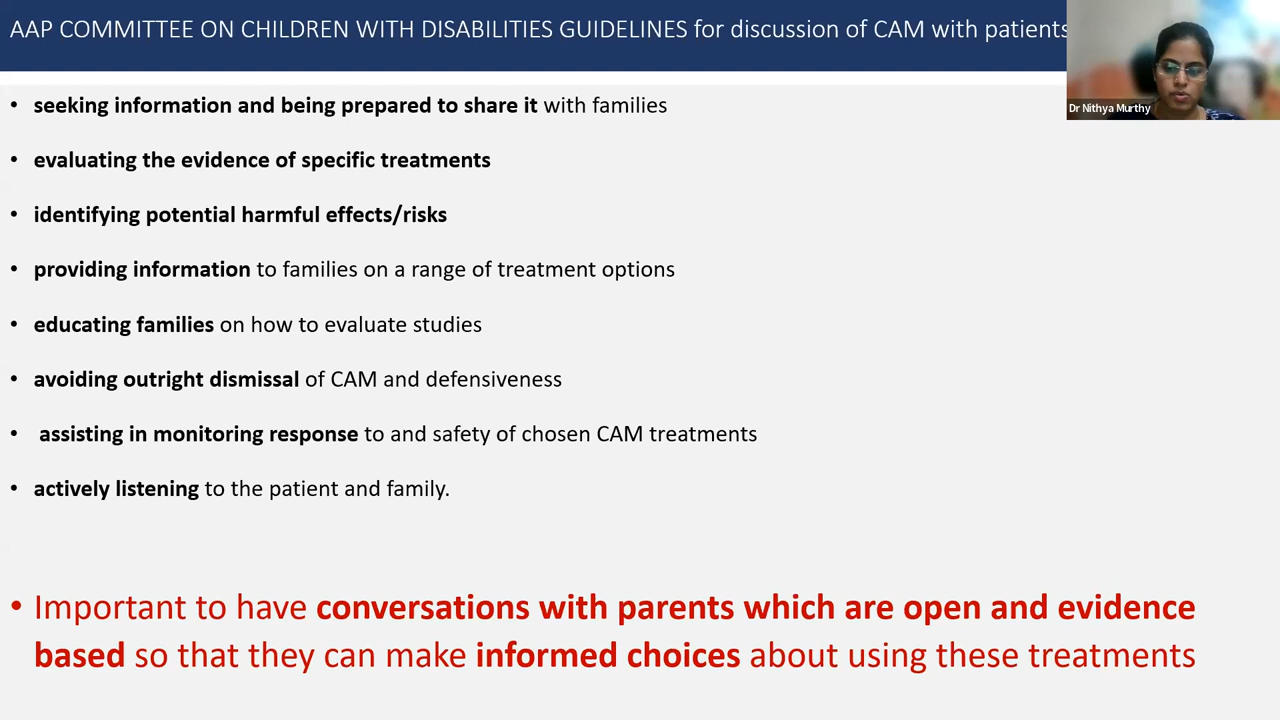 AAP COMMITTEE ON CHILDREN WITH DISABILITIES GUIDELINES for discussion of CAM with patients
Dr Nithya Murthy
• seeking information and being prepared to share it with families
• evaluating the evidence of specific treatments
• identifying potential harmful effects/risks
• providing information to families on a range of treatment options
• educating families on how to evaluate studies
• avoiding outright dismissal of CAM and defensiveness
• assisting in monitoring response to and safety of chosen CAM treatments
• actively listening to the patient and family.
• Important to have conversations with parents which are open and evidence
based so that they can make informed choices about using these treatments